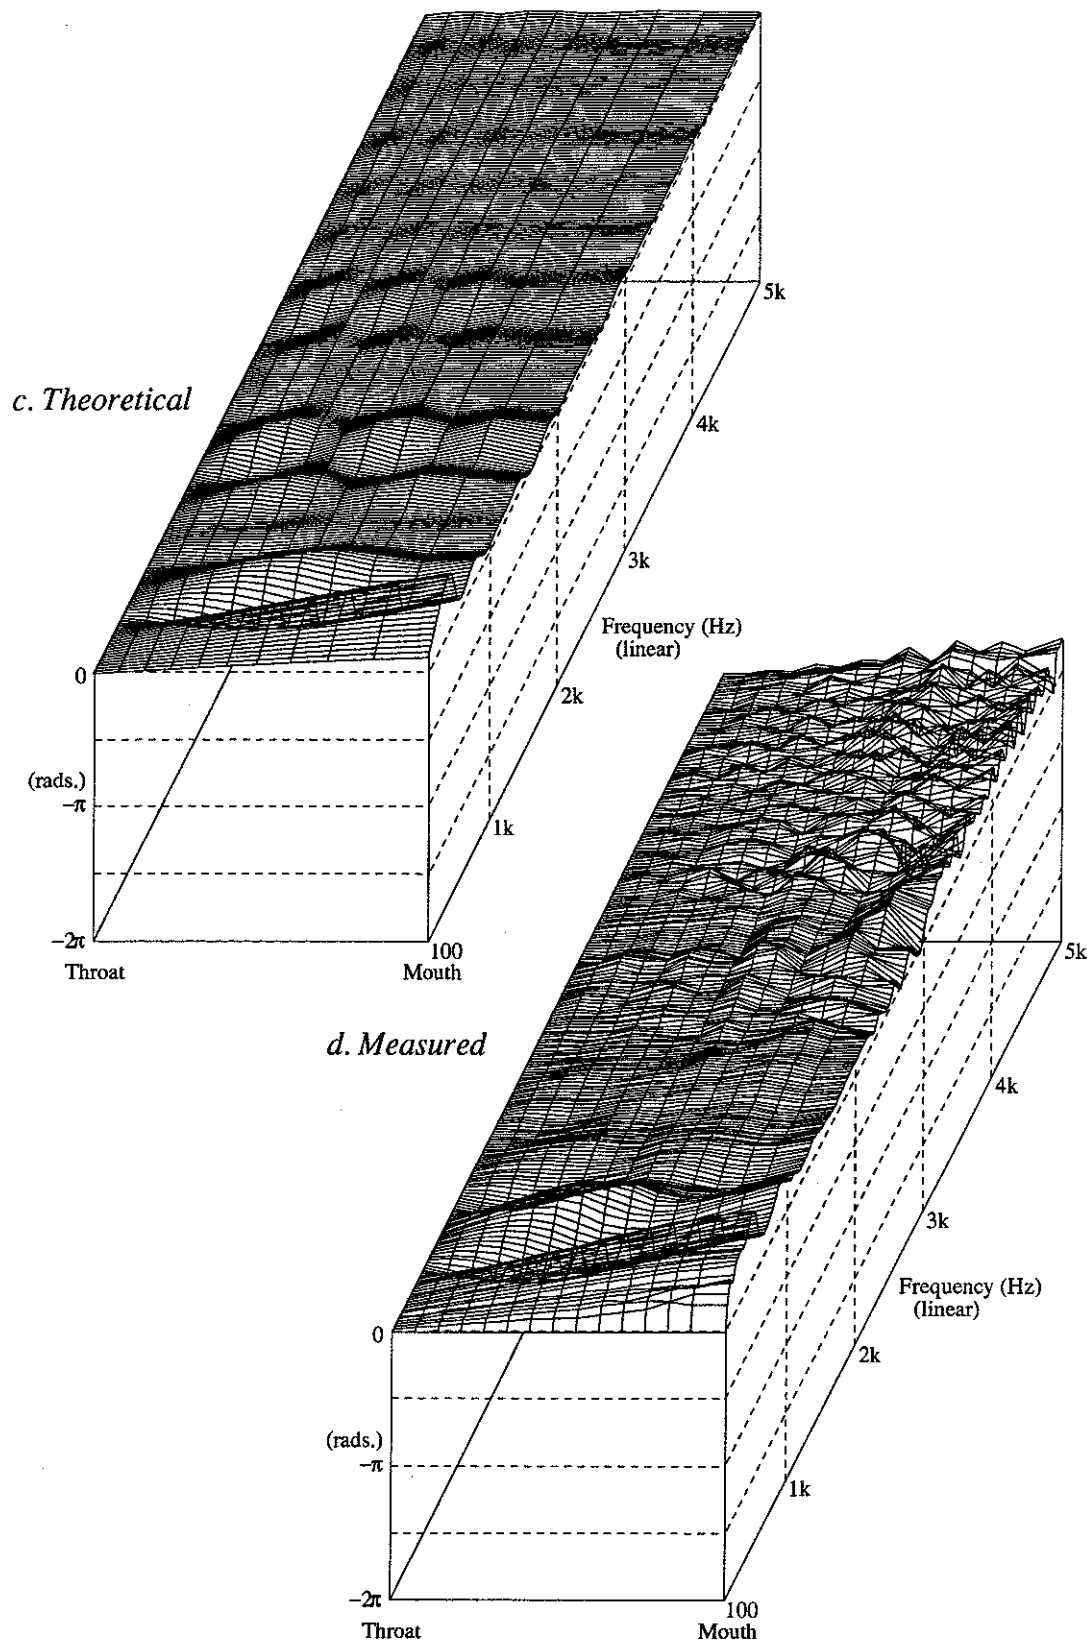 5k
c. Theoretical
4k
3k
Frequency (Hz)
(linear)
0
2k
(rads.)
−π
1k
−2π
100
Throat
Mouth
5k
d. Measured
4k
3k
Frequency (Hz)
(linear)
0
2k
(rads.)
−π
1k
−2π
100
Throat
Mouth